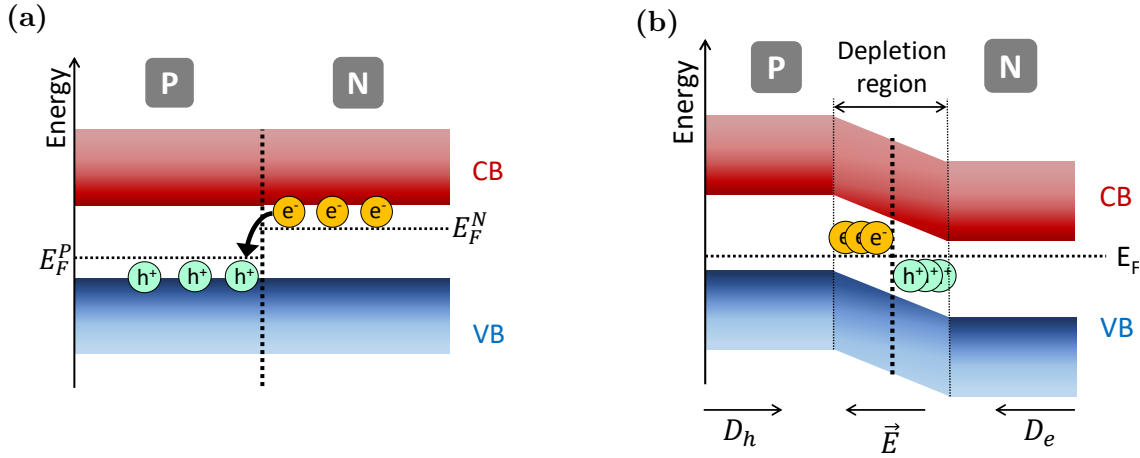 (a)
Energy
P
N
CB
e⁻ e⁻ e⁻
E_F^N
E_F^P
h⁺ h⁺ h⁺
VB
(b)
Energy
P
Depletion
region
N
CB
e e e⁻
E_F
h⁺ + +
VB
D_h
E⃗
D_e